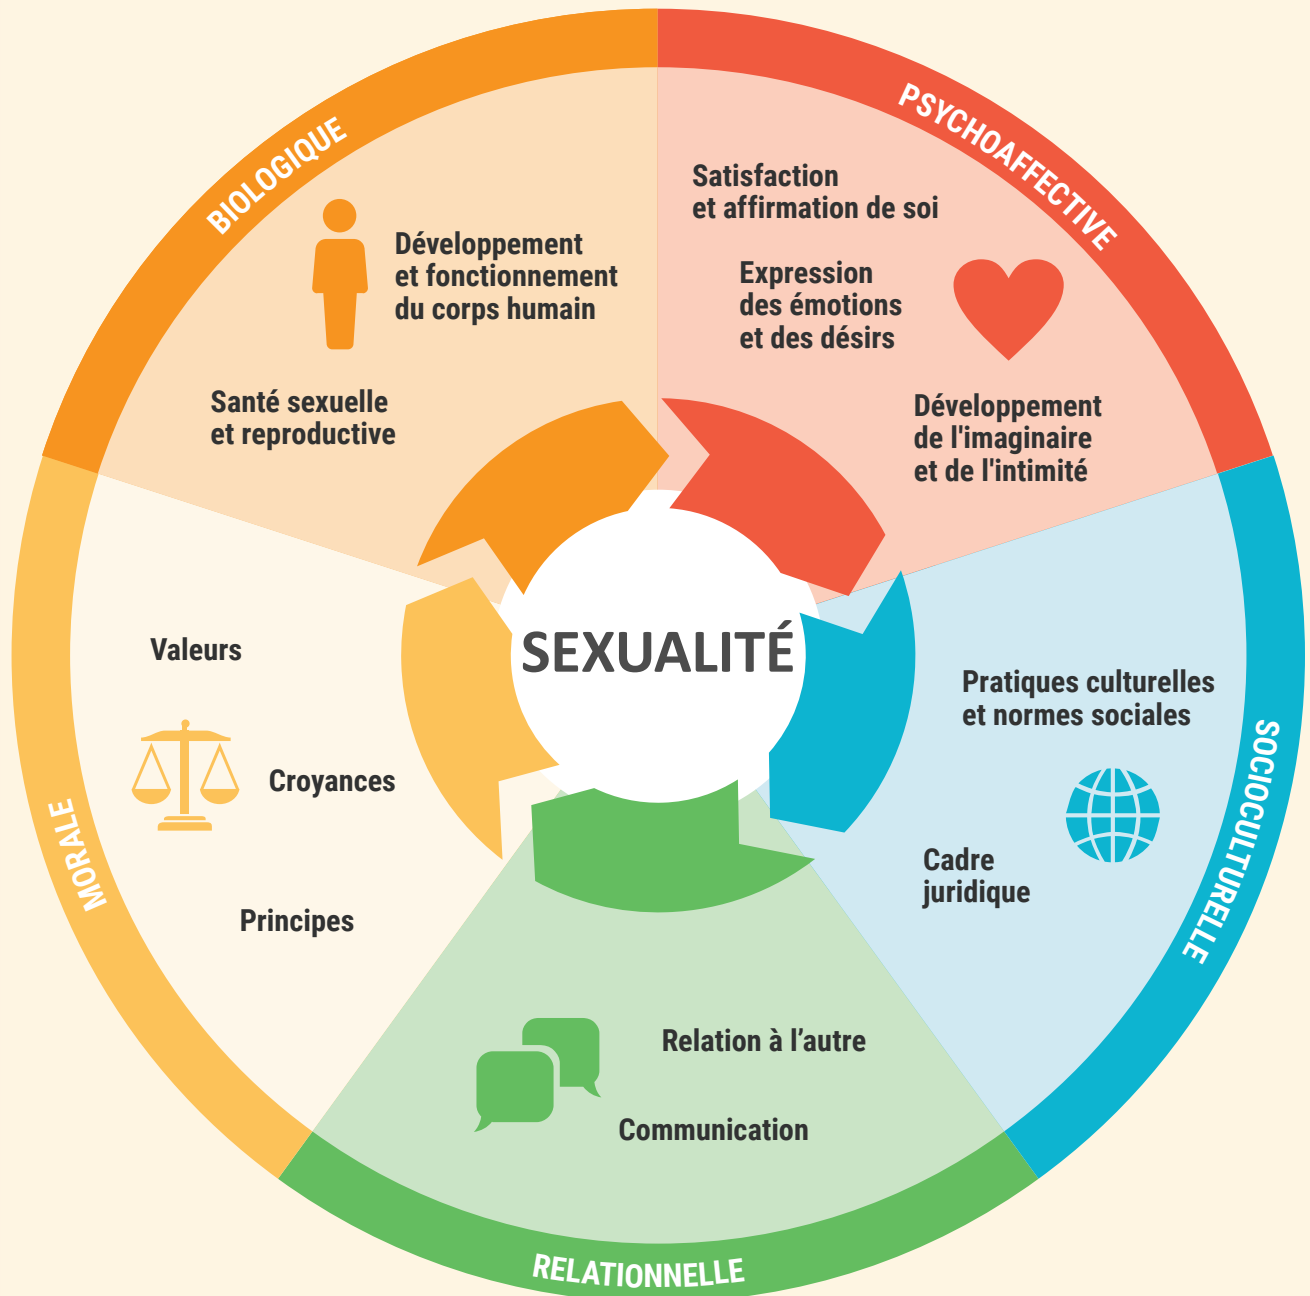 BIOLOGIQUE
Développement
et fonctionnement
du corps humain
Santé sexuelle
et reproductive
PSYCHOAFFECTIVE
Satisfaction
et affirmation de soi
Expression
des émotions
et des désirs
Développement
de l'imaginaire
et de l'intimité
SEXUALITÉ
SOCIOCULTURELLE
Pratiques culturelles
et normes sociales
Cadre
juridique
RELATIONNELLE
Relation à l’autre
Communication
MORALE
Valeurs
Croyances
Principes